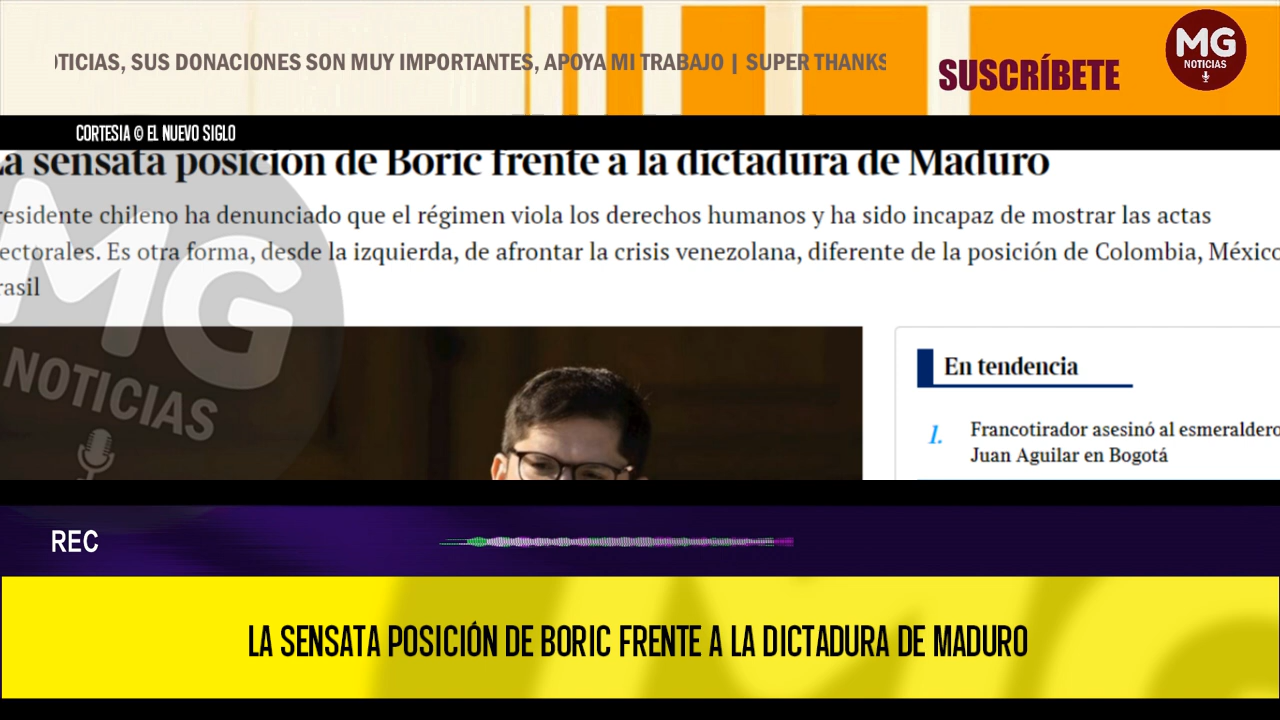 OTICIAS, SUS DONACIONES SON MUY IMPORTANTES, APOYA MI TRABAJO | SUPER THANKS
SUSCRÍBETE
MG
NOTICIAS
CORTESIA © EL NUEVO SIGLO
La sensata posición de Boric frente a la dictadura de Maduro
residente chileno ha denunciado que el régimen viola los derechos humanos y ha sido incapaz de mostrar las actas
ectorales. Es otra forma, desde la izquierda, de afrontar la crisis venezolana, diferente de la posición de Colombia, México
rasil
MG
NOTICIAS
En tendencia
1. Francotirador asesinó al esmeraldero
Juan Aguilar en Bogotá
REC
LA SENSATA POSICIÓN DE BORIC FRENTE A LA DICTADURA DE MADURO